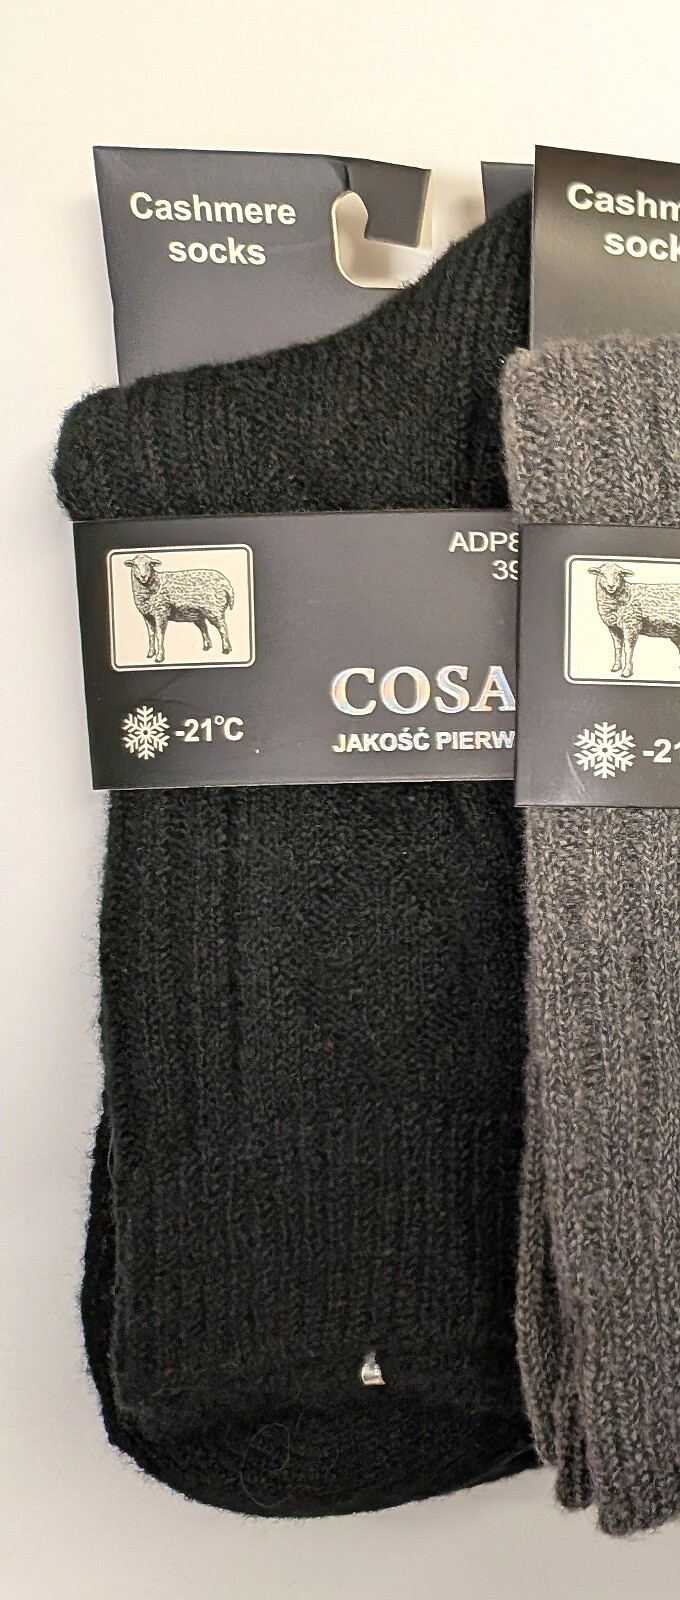 Cashmere
socks
ADP8
39
COSA
JAKOŚĆ PIERW
-21°C
Cashm
sock
-21